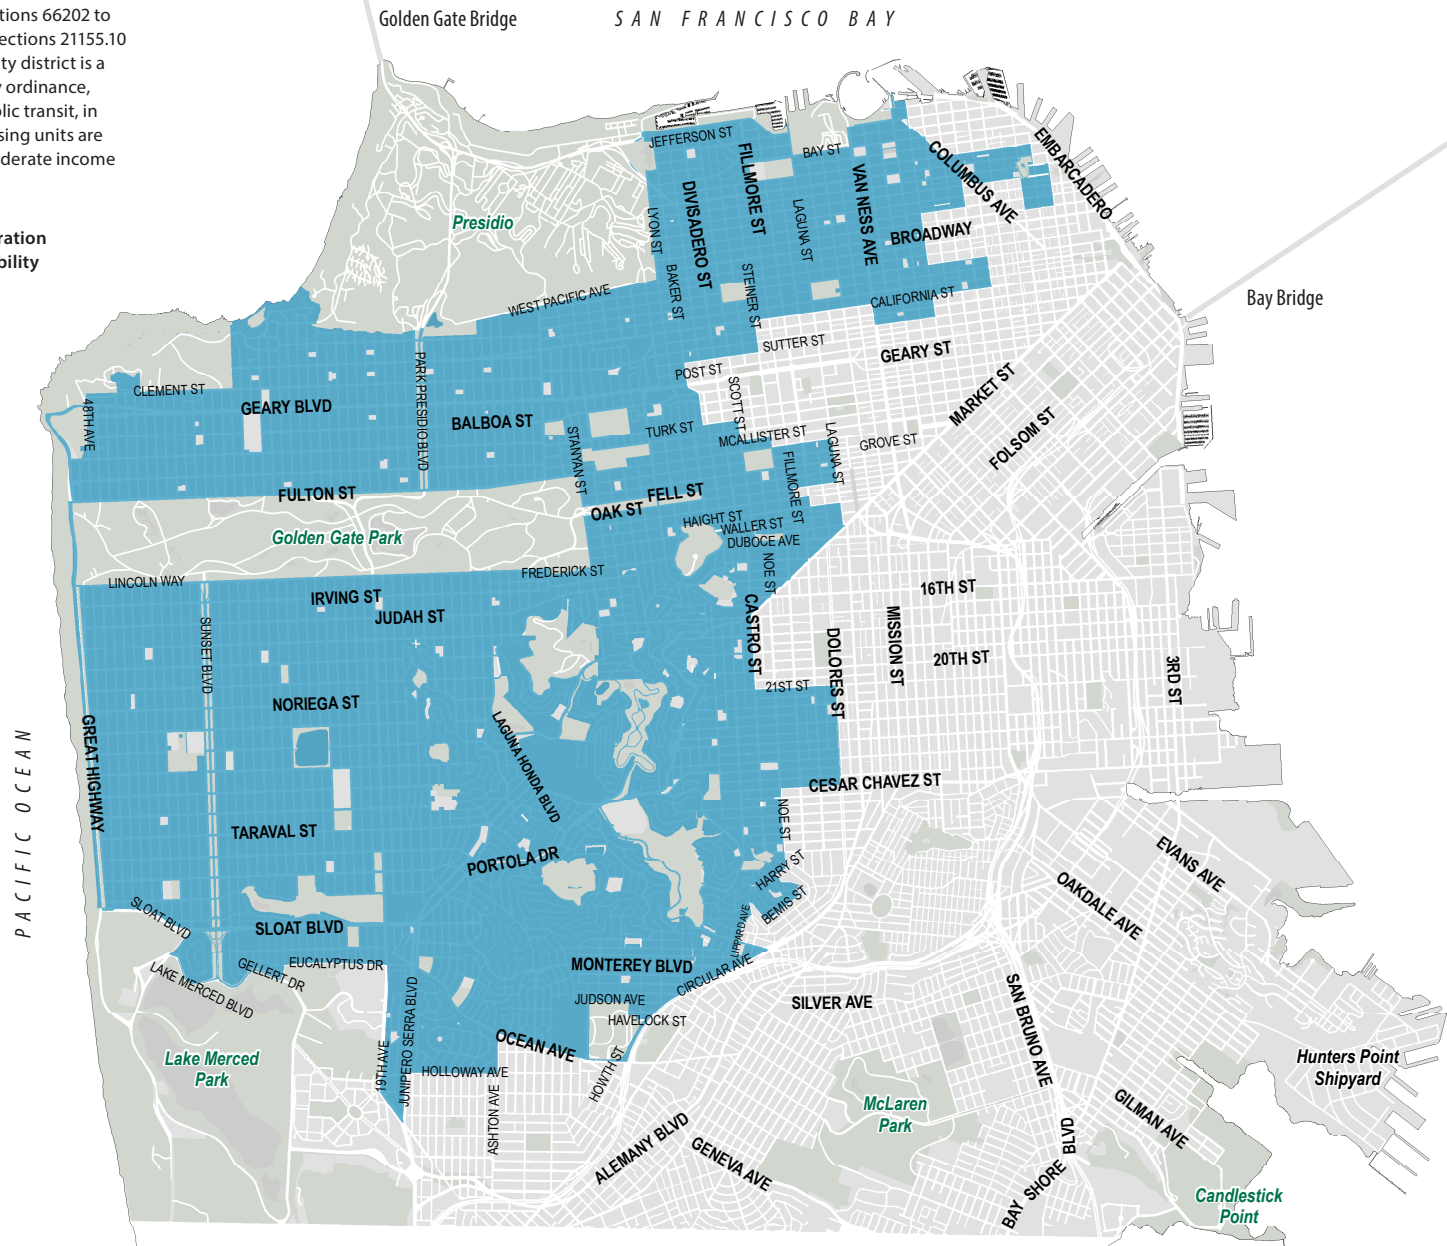 tions 66202 to
ections 21155.10
ty district is a
y ordinance,
olic transit, in
sing units are
derate income
ration
bility
Golden Gate Bridge
SAN FRANCISCO BAY
JEFFERSON ST
BAY ST
FILLMORE ST
DIVISADERO ST
VAN NESS AVE
COLUMBUS AVE
EMBARCADERO
LYON ST
LAGUNA ST
BROADWAY
Presidio
BAKER ST
STEINER ST
WEST PACIFIC AVE
CALIFORNIA ST
Bay Bridge
SUTTER ST
GEARY ST
POST ST
CLEMENT ST
PARK PRESIDIO BLVD
GEARY BLVD
BALBOA ST
48TH AVE
STANYAN ST
TURK ST
SCOTT ST
MCALLISTER ST
LAGUNA ST
GROVE ST
MARKET ST
FOLSOM ST
FULTON ST
FELL ST
FILLMORE ST
OAK ST
HAIGHT ST
WALLER ST
DUBOCE AVE
Golden Gate Park
LINCOLN WAY
FREDERICK ST
NOE ST
IRVING ST
JUDAH ST
16TH ST
CASTRO ST
DOLORES ST
MISSION ST
20TH ST
3RD ST
SUNSET BLVD
21ST ST
NORIEGA ST
GREAT HIGHWAY
LAGUNA HONDA BLVD
PACIFIC OCEAN
CESAR CHAVEZ ST
NOE ST
TARAVAL ST
PORTOLA DR
HARRY ST
BEMIS ST
EVANS AVE
OAKDALE AVE
SLOAT BLVD
SLOAT BLVD
LIPPARD AVE
GELLERT DR
EUCALYPTUS DR
MONTEREY BLVD
CIRCULAR AVE
LAKE MERCED BLVD
JUDSON AVE
HAVELOCK ST
SILVER AVE
SAN BRUNO AVE
JUNIPERO SERRA BLVD
19TH AVE
OCEAN AVE
HOLLOWAY AVE
HOWTH ST
Lake Merced
Park
Hunters Point
Shipyard
ASHTON AVE
McLaren
Park
GILMAN AVE
ALEMANY BLVD
GENEVA AVE
BAY SHORE BLVD
Candlestick
Point